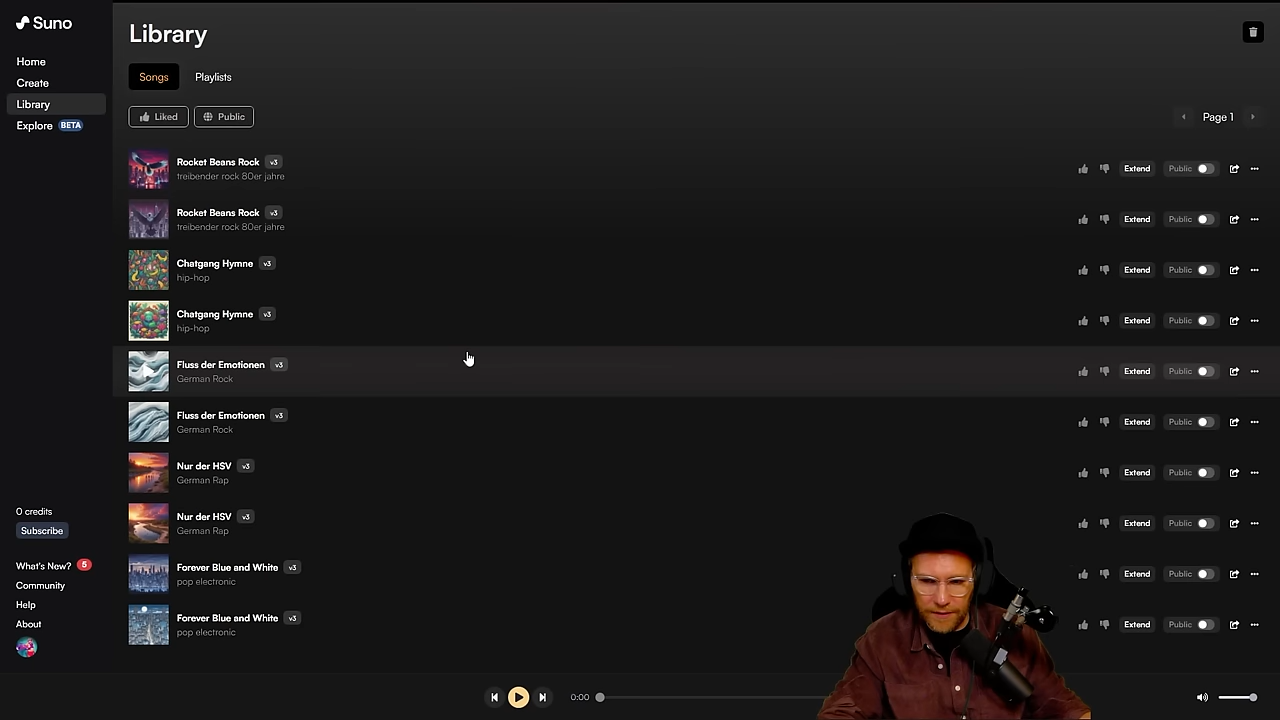 Suno
Home
Create
Library
Explore BETA
0 credits
Subscribe
What's New? 5
Community
Help
About
Library
Songs Playlists
Liked Public
Page 1
Rocket Beans Rock v3
treibender rock 80er jahre
Extend Public
Rocket Beans Rock v3
treibender rock 80er jahre
Extend Public
Chatgang Hymne v3
hip-hop
Extend Public
Chatgang Hymne v3
hip-hop
Extend Public
Fluss der Emotionen v3
German Rock
Extend Public
Fluss der Emotionen v3
German Rock
Extend Public
Nur der HSV v3
German Rap
Extend Public
Nur der HSV v3
German Rap
Extend Public
Forever Blue and White v3
pop electronic
Extend Public
Forever Blue and White v3
pop electronic
Extend Public
0:00